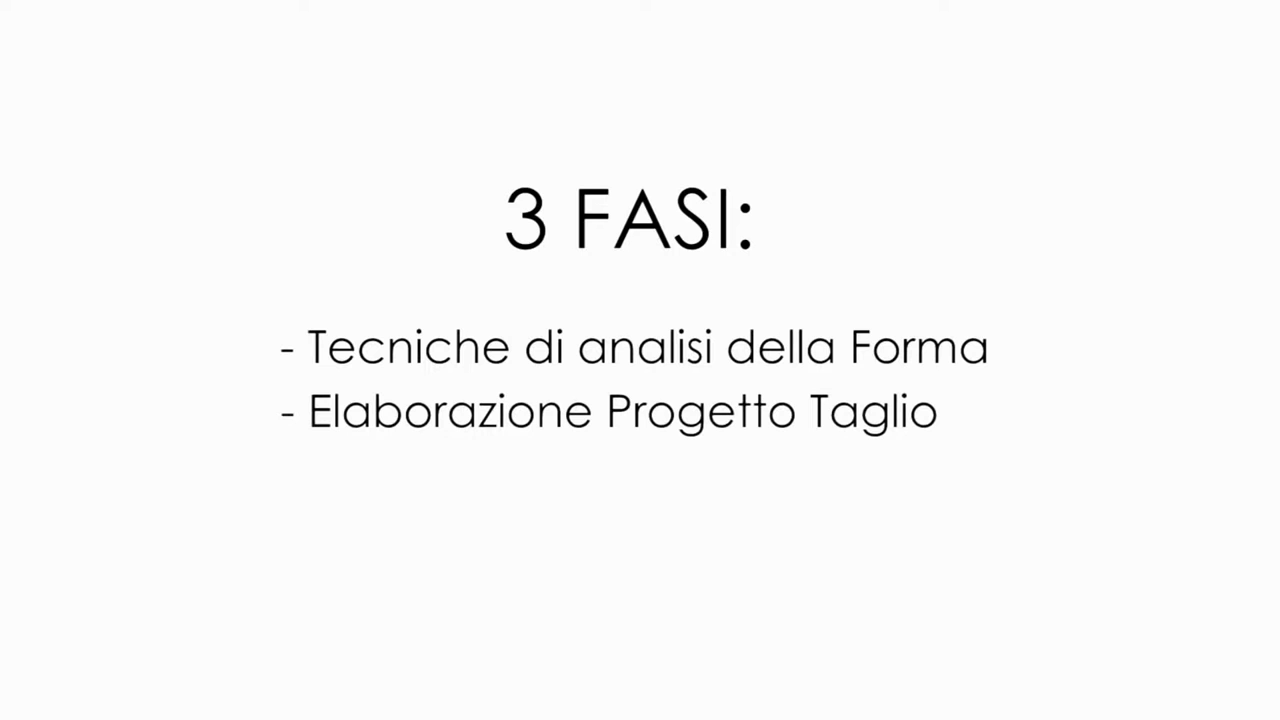 3 FASI:
- Tecniche di analisi della Forma
- Elaborazione Progetto Taglio